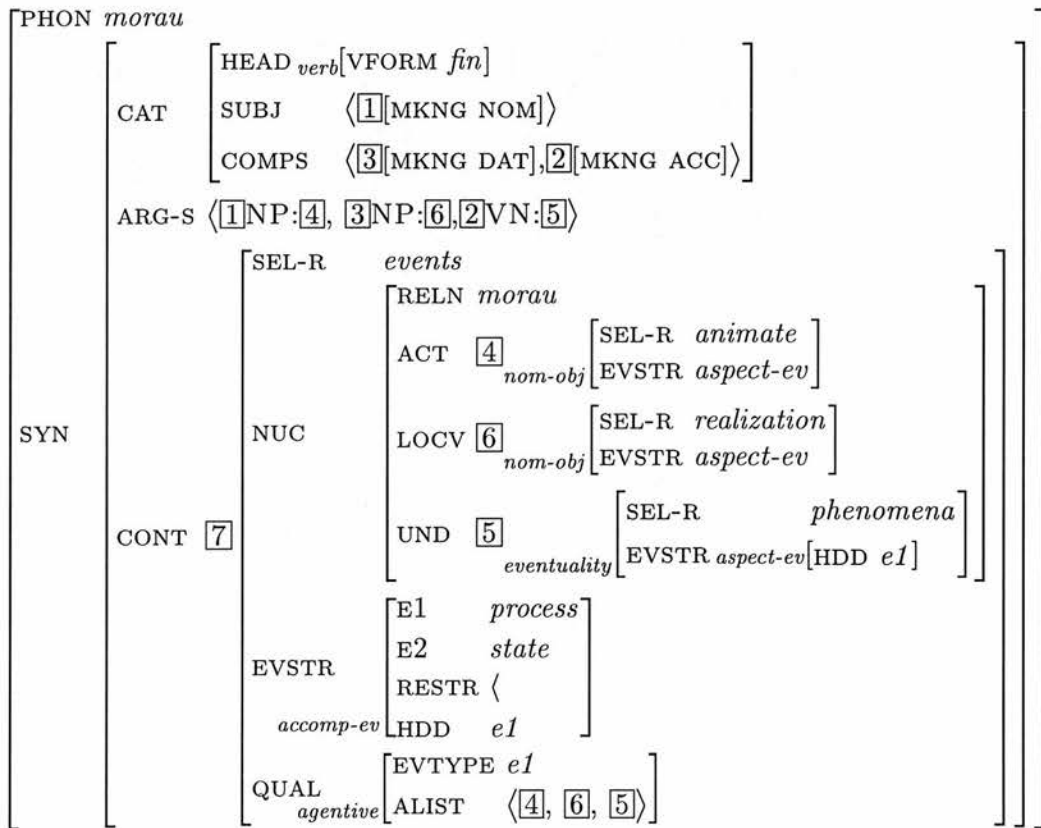 PHON morau
HEAD verb[VFORM fin]
CAT SUBJ ⟨1[MKNG NOM]⟩
COMPS ⟨3[MKNG DAT],2[MKNG ACC]⟩
ARG-S ⟨1NP:4, 3NP:6,2VN:5⟩
SEL-R events
RELN morau
ACT 4 nom-obj SEL-R animate
EVSTR aspect-ev
SYN NUC LOCV 6 nom-obj SEL-R realization
EVSTR aspect-ev
CONT 7 UND 5 eventuality SEL-R phenomena
EVSTR aspect-ev[HDD e1]
E1 process
E2 state
EVSTR accomp-ev RESTR ⟨
HDD e1
QUAL agentive EVTYPE e1
ALIST ⟨4, 6, 5⟩